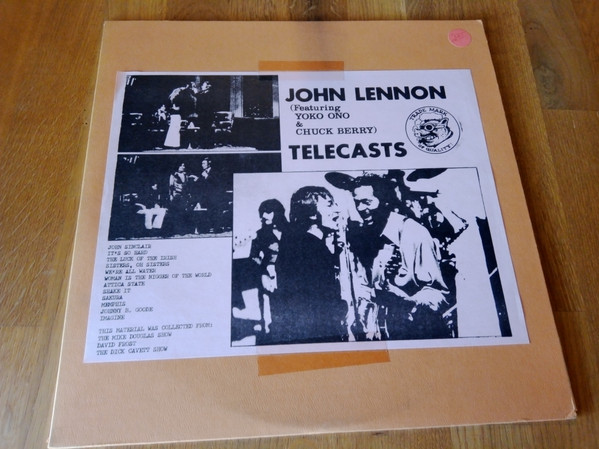 JOHN LENNON
(Featuring
YOKO ONO
&
CHUCK BERRY)
TELECASTS
TRADE MARK
OF QUALITY
JOHN SINCLAIR
IT'S SO HARD
THE LUCK OF THE IRISH
SISTERS, OH SISTERS
WE'RE ALL WATER
WOMAN IS THE NIGGER OF THE WORLD
ATTICA STATE
SHAKE IT
SAKURA
MEMPHIS
JOHNNY B. GOODE
IMAGINE
THIS MATERIAL WAS COLLECTED FROM:
THE MIKE DOUGLAS SHOW
DAVID FROST
THE DICK CAVETT SHOW